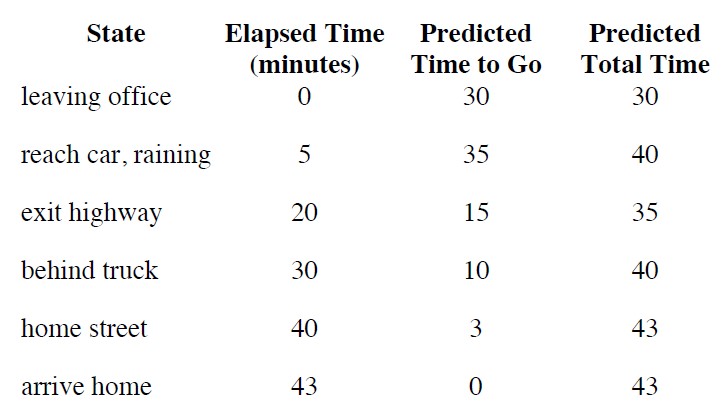 State Elapsed Time Predicted Predicted
(minutes) Time to Go Total Time
leaving office 0 30 30
reach car, raining 5 35 40
exit highway 20 15 35
behind truck 30 10 40
home street 40 3 43
arrive home 43 0 43